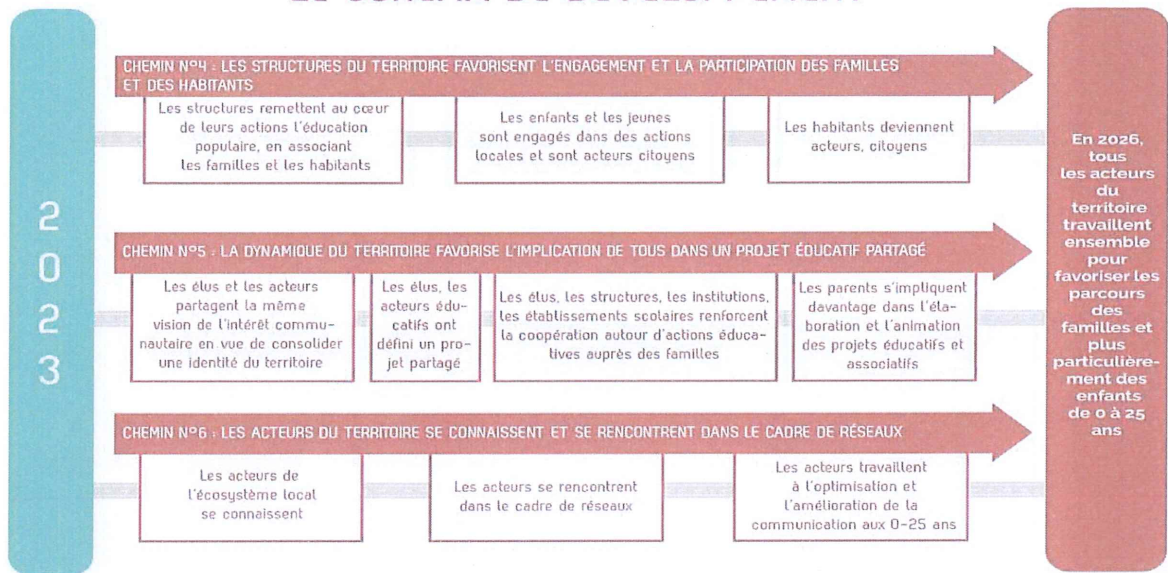 2
0
2
3
CHEMIN N°4 : LES STRUCTURES DU TERRITOIRE FAVORISENT L'ENGAGEMENT ET LA PARTICIPATION DES FAMILLES
ET DES HABITANTS
Les structures remettent au cœur
de leurs actions l'éducation
populaire, en associant
les familles et les habitants
Les enfants et les jeunes
sont engagés dans des actions
locales et sont acteurs citoyens
Les habitants deviennent
acteurs, citoyens
CHEMIN N°5 : LA DYNAMIQUE DU TERRITOIRE FAVORISE L'IMPLICATION DE TOUS DANS UN PROJET ÉDUCATIF PARTAGÉ
Les élus et les acteurs
partagent la même
vision de l'intérêt commu-
nautaire en vue de consolider
une identité du territoire
Les élus, les
acteurs édu-
catifs ont
défini un pro-
jet partagé
Les élus, les structures, les institutions,
les établissements scolaires renforcent
la coopération autour d'actions éduca-
tives auprès des familles
Les parents s'impliquent
davantage dans l'éla-
boration et l'animation
des projets éducatifs et
associatifs
CHEMIN N°6 : LES ACTEURS DU TERRITOIRE SE CONNAISSENT ET SE RENCONTRENT DANS LE CADRE DE RÉSEAUX
Les acteurs de
l'écosystème local
se connaissent
Les acteurs se rencontrent
dans le cadre de réseaux
Les acteurs travaillent
à l'optimisation et
l'amélioration de la
communication aux 0-25 ans
En 2026,
tous
les acteurs
du
territoire
travaillent
ensemble
pour
favoriser les
parcours
des
familles et
plus
particulière-
ment des
enfants
de 0 à 25
ans